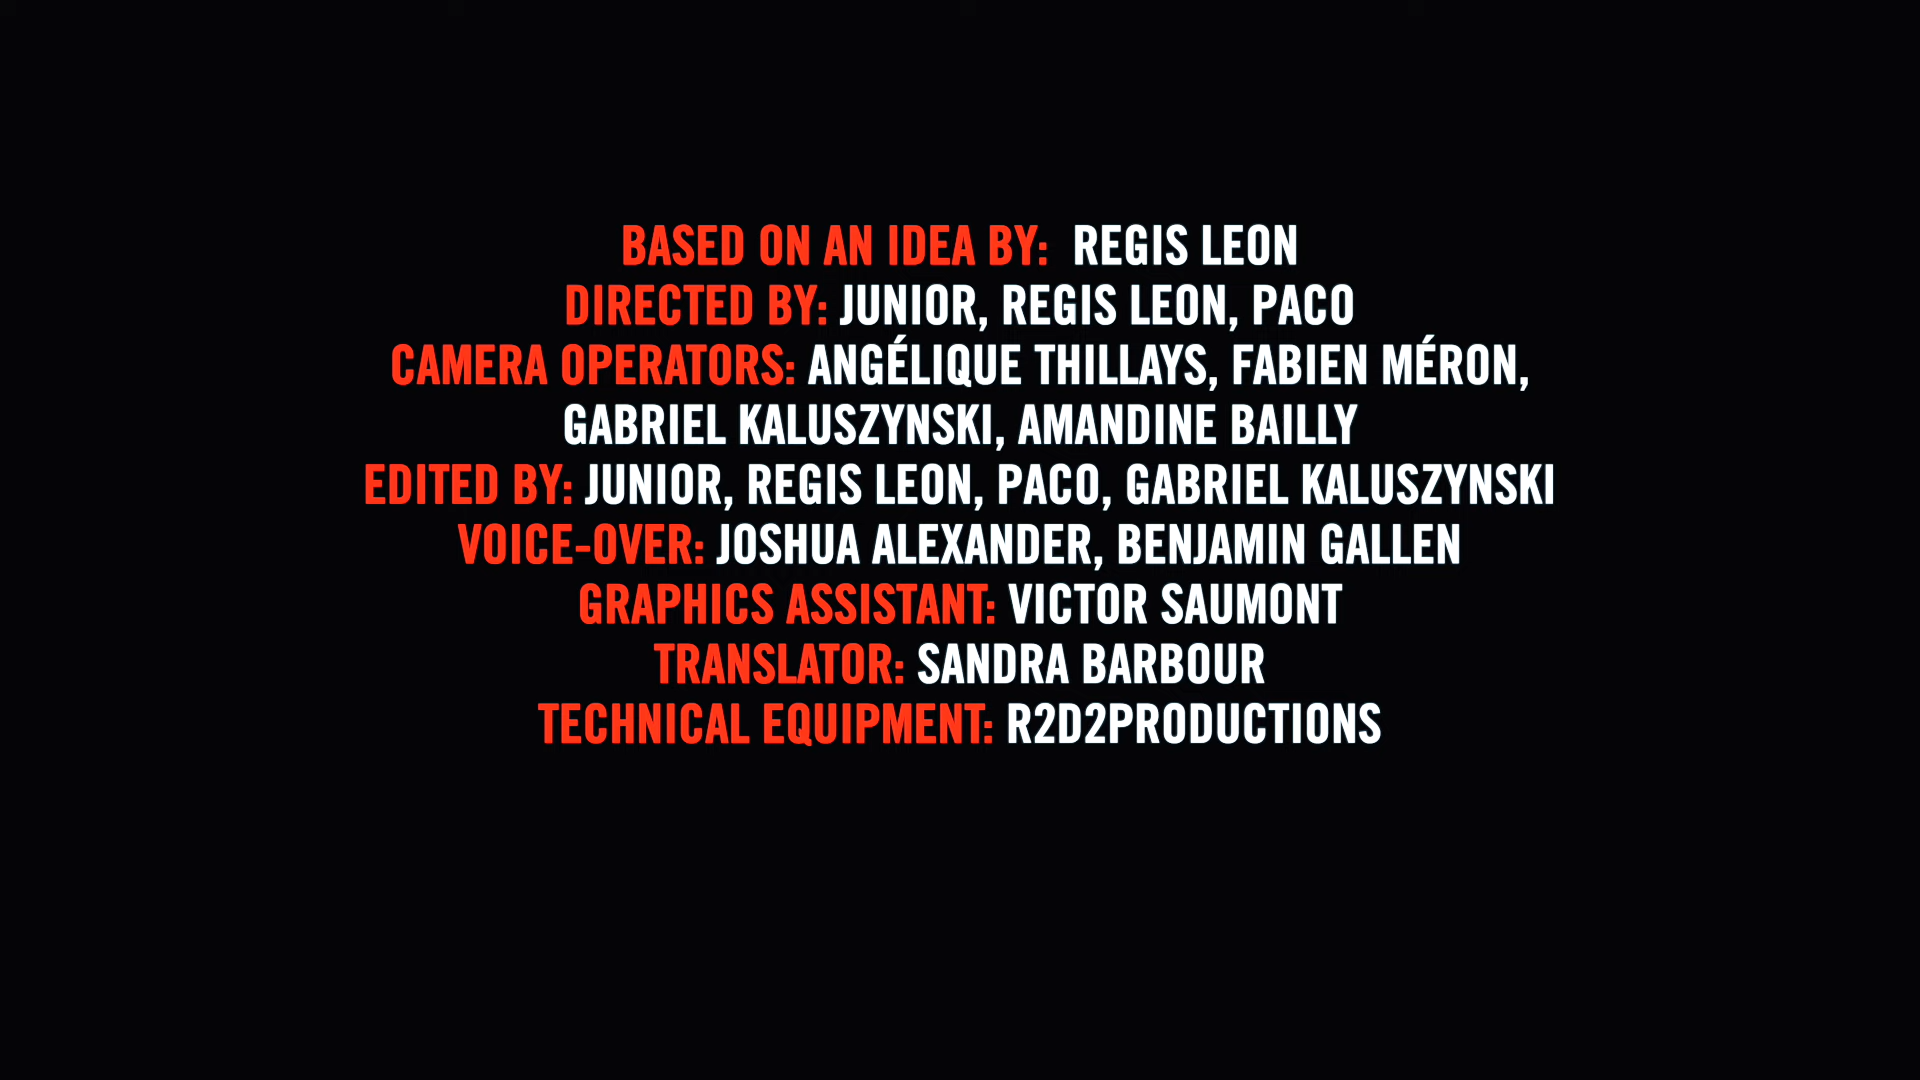 BASED ON AN IDEA BY: REGIS LEON
DIRECTED BY: JUNIOR, REGIS LEON, PACO
CAMERA OPERATORS: ANGÉLIQUE THILLAYS, FABIEN MÉRON,
GABRIEL KALUSZYNSKI, AMANDINE BAILLY
EDITED BY: JUNIOR, REGIS LEON, PACO, GABRIEL KALUSZYNSKI
VOICE-OVER: JOSHUA ALEXANDER, BENJAMIN GALLEN
GRAPHICS ASSISTANT: VICTOR SAUMONT
TRANSLATOR: SANDRA BARBOUR
TECHNICAL EQUIPMENT: R2D2PRODUCTIONS